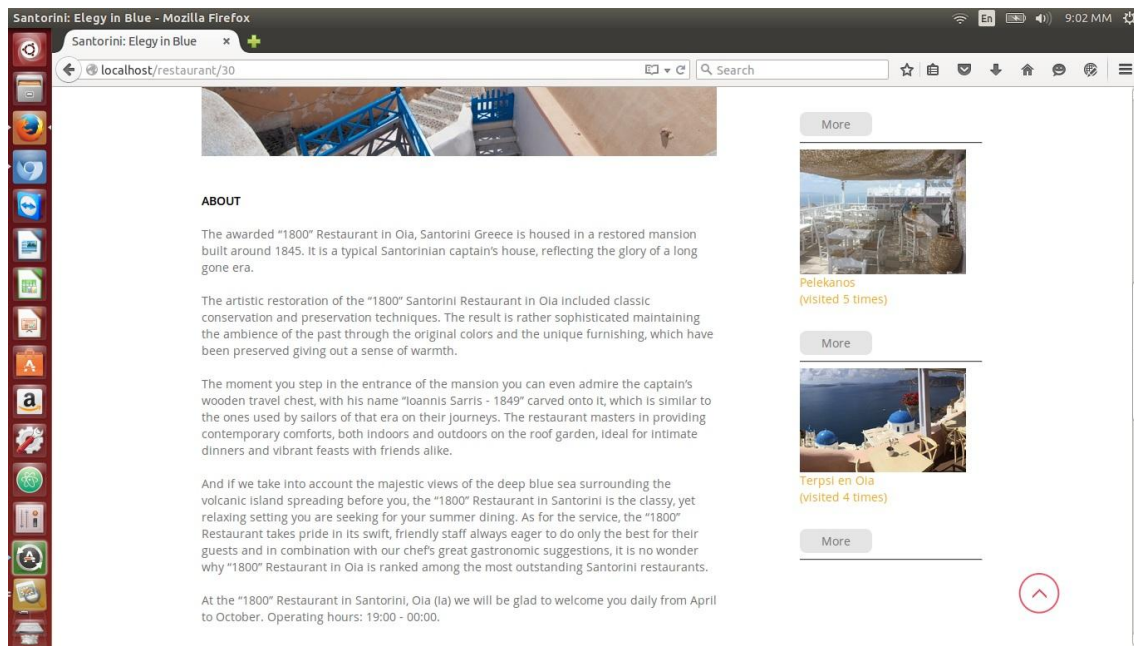 Santorini: Elegy in Blue - Mozilla Firefox
En
9:02 MM
Santorini: Elegy in Blue
localhost/restaurant/30
Search
ABOUT
The awarded “1800” Restaurant in Oia, Santorini Greece is housed in a restored mansion
built around 1845. It is a typical Santorinian captain’s house, reflecting the glory of a long
gone era.
The artistic restoration of the “1800” Santorini Restaurant in Oia included classic
conservation and preservation techniques. The result is rather sophisticated maintaining
the ambience of the past through the original colors and the unique furnishing, which have
been preserved giving out a sense of warmth.
The moment you step in the entrance of the mansion you can even admire the captain’s
wooden travel chest, with his name “Ioannis Sarris - 1849” carved onto it, which is similar to
the ones used by sailors of that era on their journeys. The restaurant masters in providing
contemporary comforts, both indoors and outdoors on the roof garden, ideal for intimate
dinners and vibrant feasts with friends alike.
And if we take into account the majestic views of the deep blue sea surrounding the
volcanic island spreading before you, the “1800” Restaurant in Santorini is the classy, yet
relaxing setting you are seeking for your summer dining. As for the service, the “1800”
Restaurant takes pride in its swift, friendly staff always eager to do only the best for their
guests and in combination with our chef’s great gastronomic suggestions, it is no wonder
why “1800” Restaurant in Oia is ranked among the most outstanding Santorini restaurants.
At the “1800” Restaurant in Santorini, Oia (Ia) we will be glad to welcome you daily from April
to October. Operating hours: 19:00 - 00:00.
More
Pelekanos
(visited 5 times)
More
Terpsi en Oia
(visited 4 times)
More